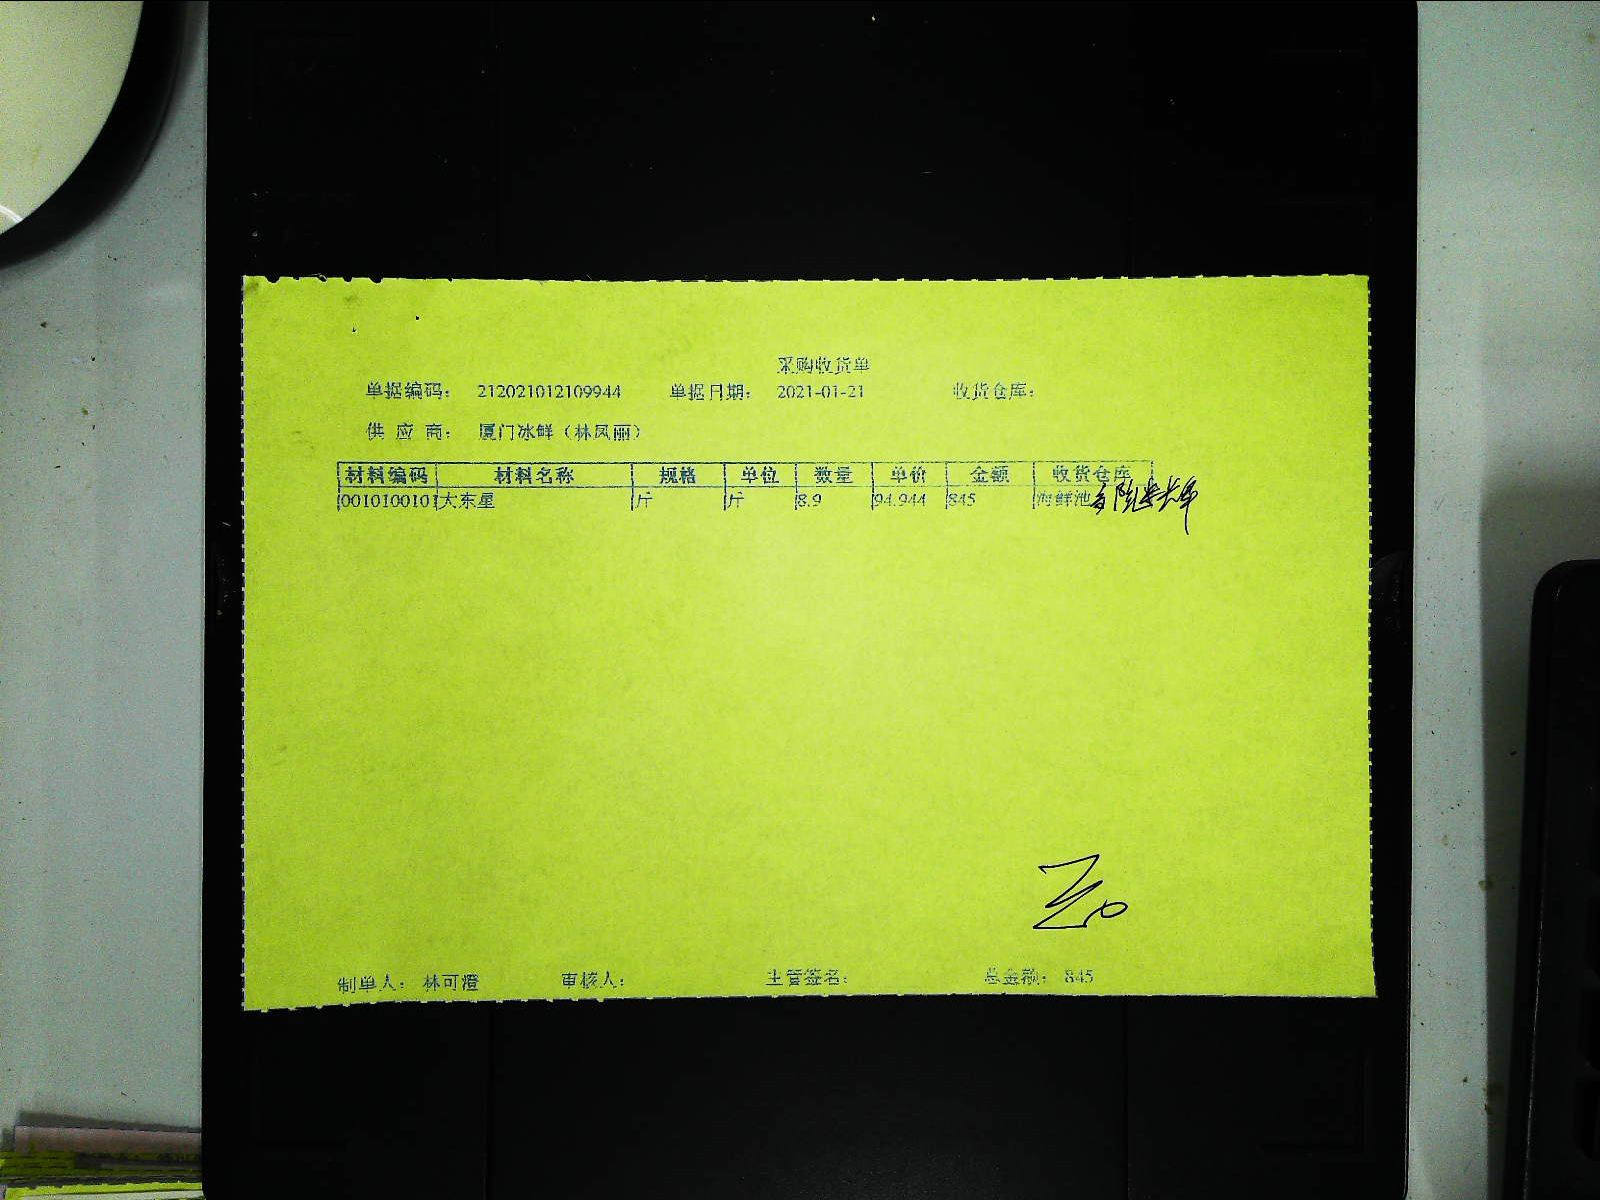 采购收货单
单据编码: 212021012109944 单据日期: 2021-01-21 收货仓库:
供 应 商: 厦门冰鲜（林凤丽）
材料编码 材料名称 规格 单位 数量 单价 金额 收货仓库
0010100101 大东星 斤 斤 8.9 94.944 845 海鲜池
制单人: 林可澄 审核人: 主管签名: 总金额: 845